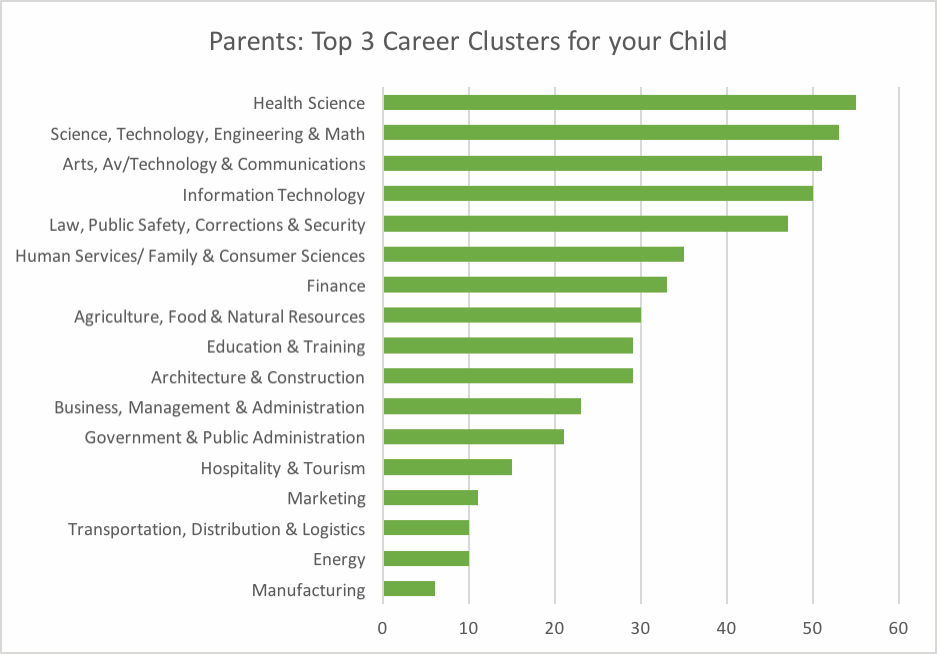 Parents: Top 3 Career Clusters for your Child
Health Science
Science, Technology, Engineering & Math
Arts, Av/Technology & Communications
Information Technology
Law, Public Safety, Corrections & Security
Human Services/ Family & Consumer Sciences
Finance
Agriculture, Food & Natural Resources
Education & Training
Architecture & Construction
Business, Management & Administration
Government & Public Administration
Hospitality & Tourism
Marketing
Transportation, Distribution & Logistics
Energy
Manufacturing
0 10 20 30 40 50 60